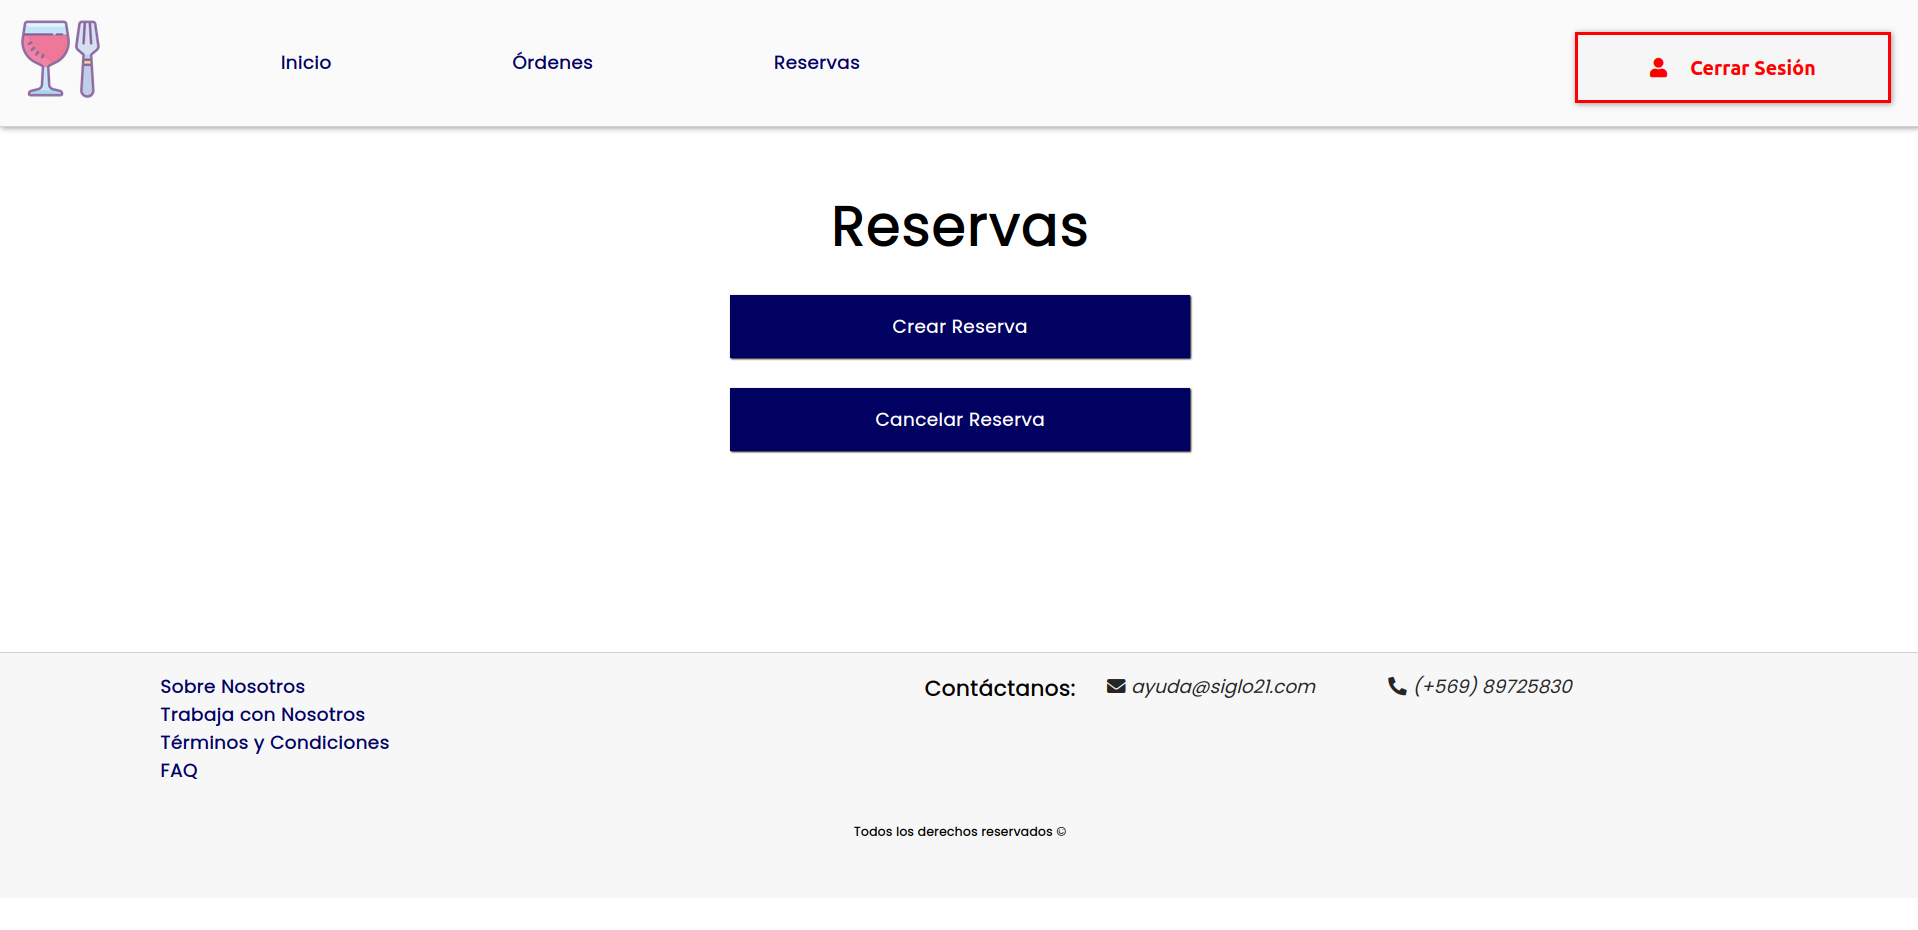 Inicio
Órdenes
Reservas
Cerrar Sesión
Reservas
Crear Reserva
Cancelar Reserva
Sobre Nosotros
Trabaja con Nosotros
Términos y Condiciones
FAQ
Contáctanos:
ayuda@siglo21.com
(+569) 89725830
Todos los derechos reservados ©